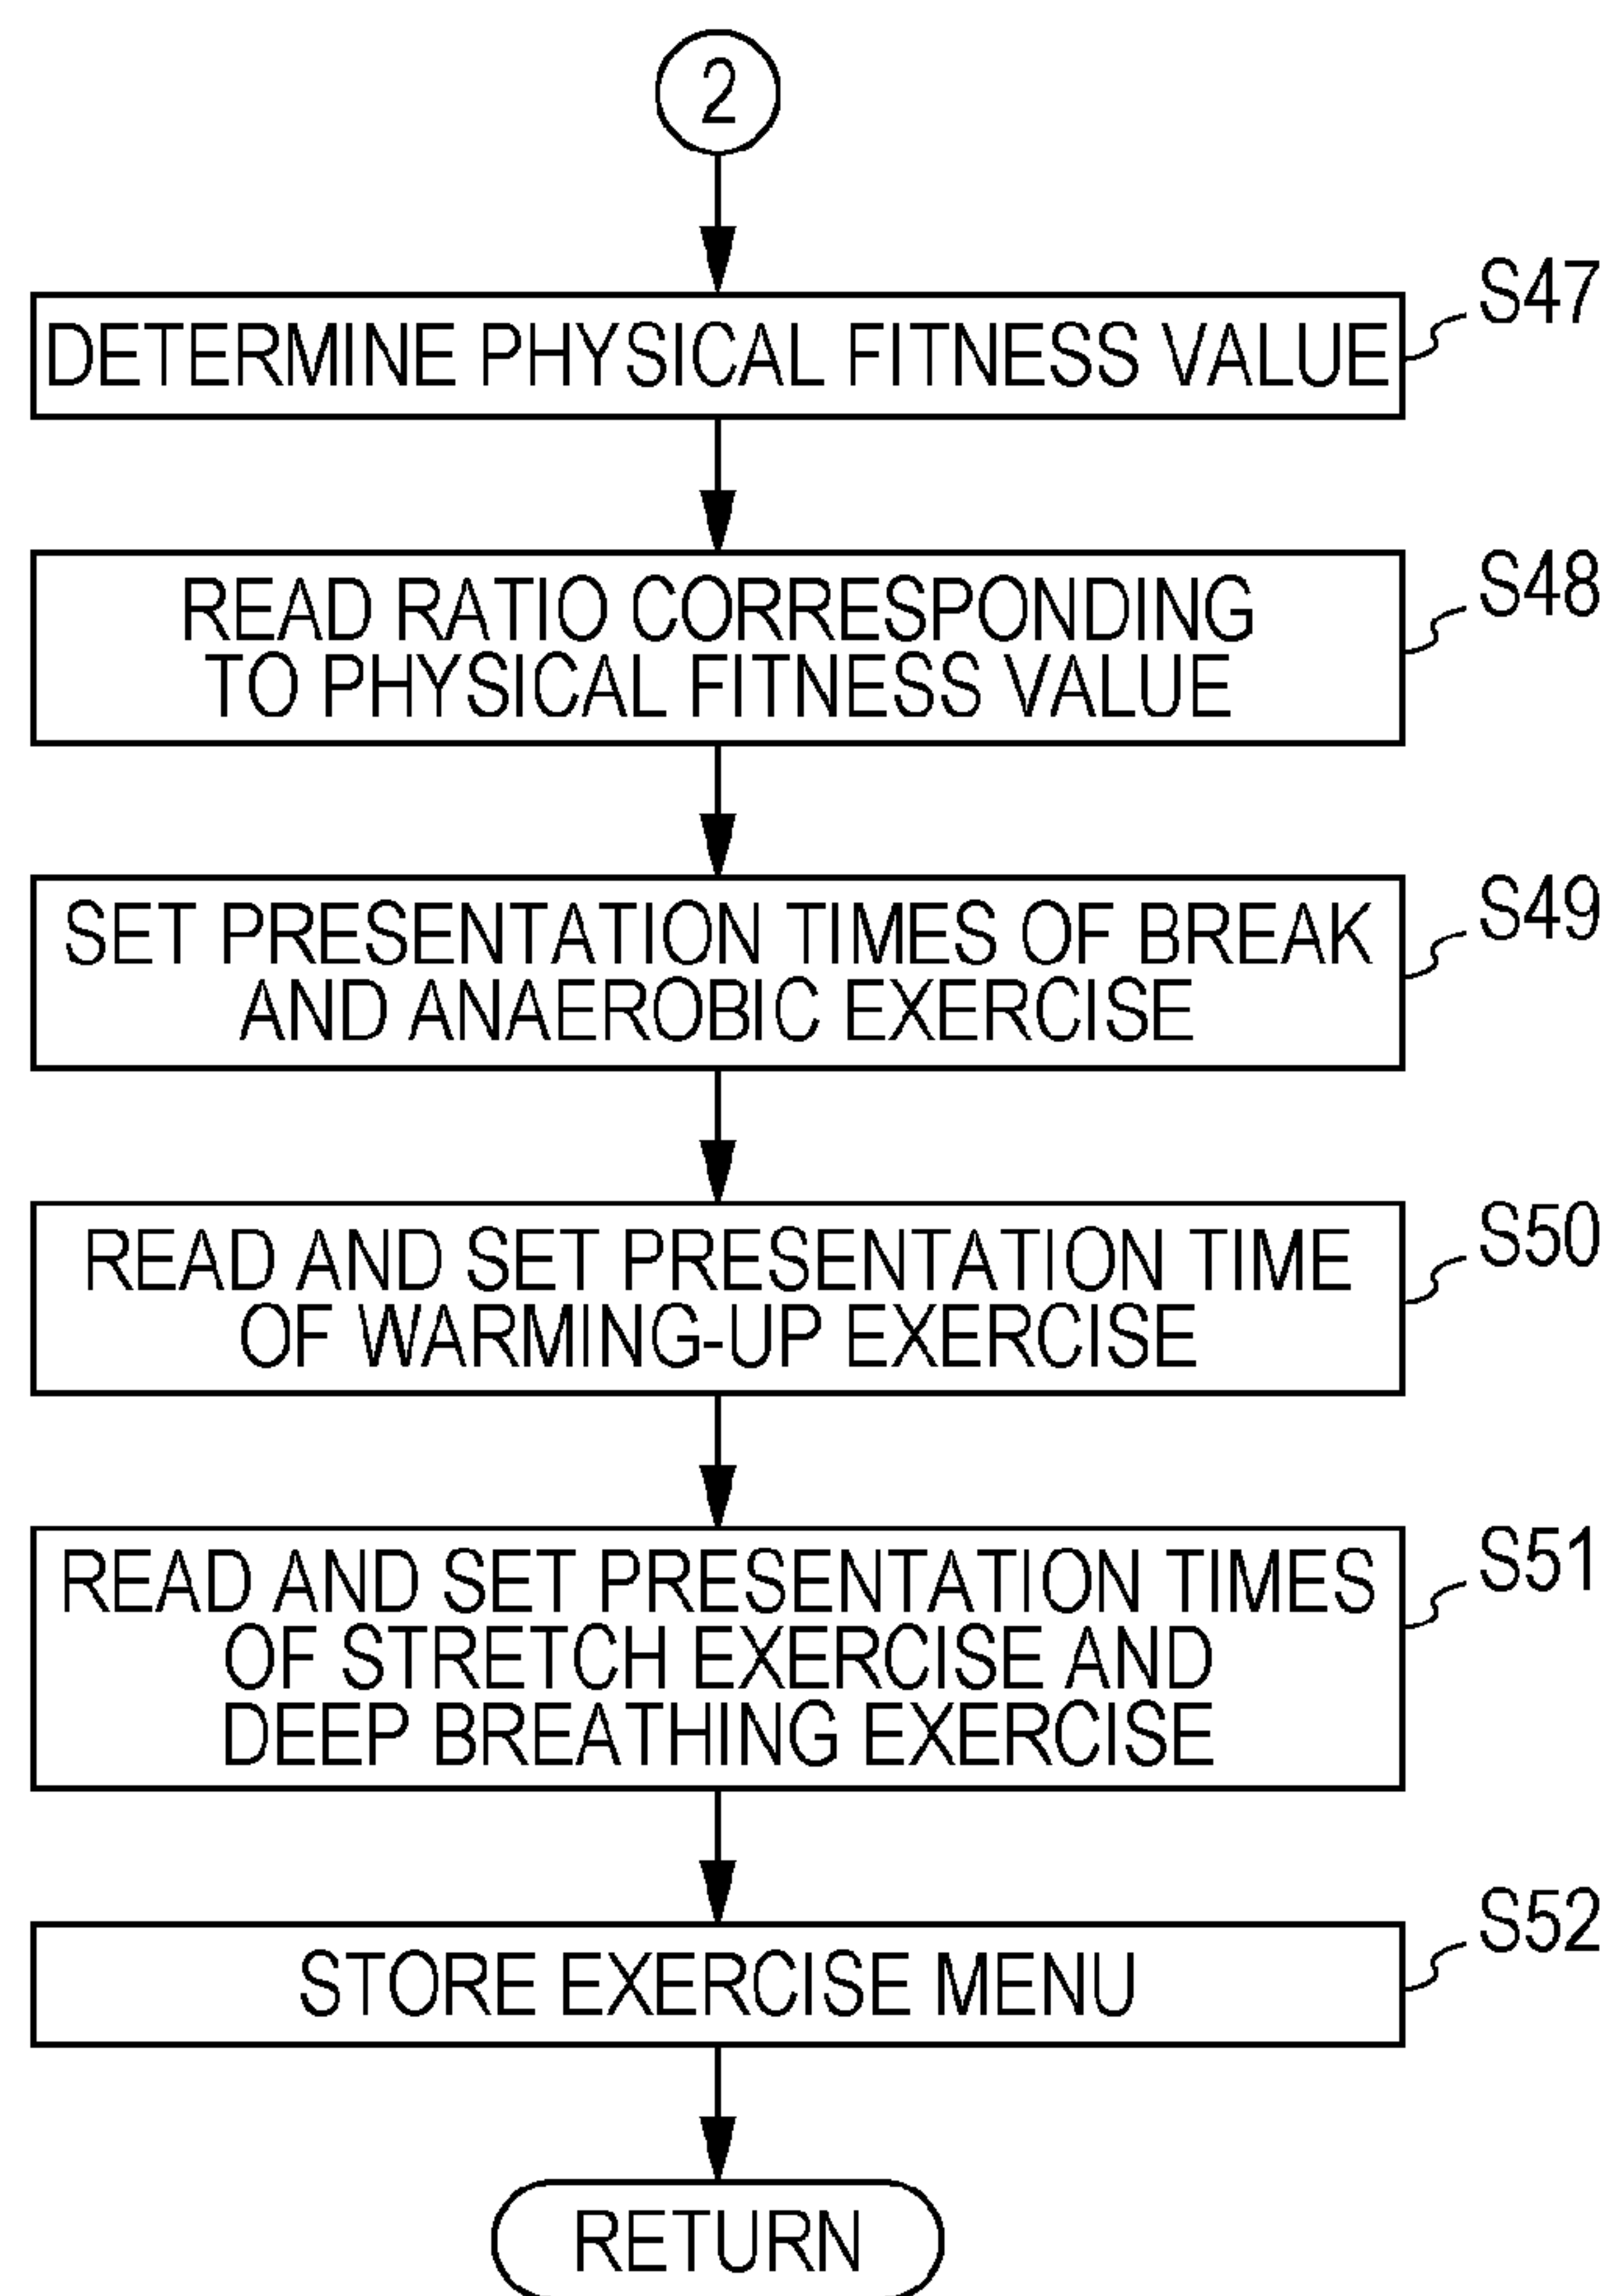 2
S47
DETERMINE PHYSICAL FITNESS VALUE
S48
READ RATIO CORRESPONDING
TO PHYSICAL FITNESS VALUE
S49
SET PRESENTATION TIMES OF BREAK
AND ANAEROBIC EXERCISE
S50
READ AND SET PRESENTATION TIME
OF WARMING-UP EXERCISE
S51
READ AND SET PRESENTATION TIMES
OF STRETCH EXERCISE AND
DEEP BREATHING EXERCISE
S52
STORE EXERCISE MENU
RETURN